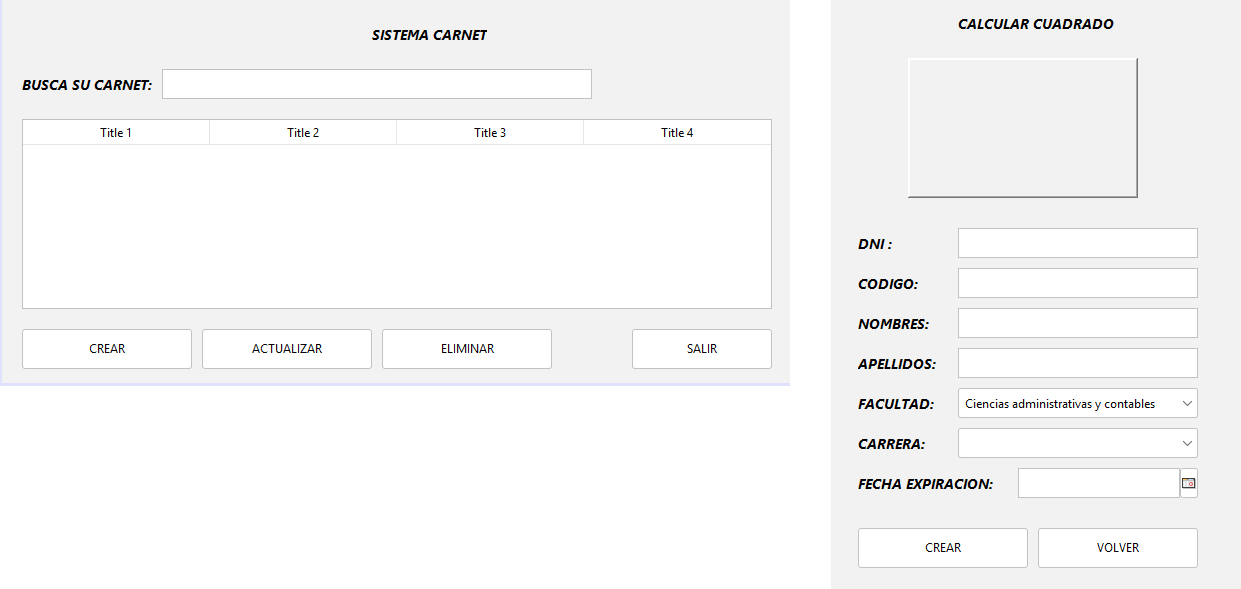 SISTEMA CARNET
BUSCA SU CARNET:
Title 1 Title 2 Title 3 Title 4
CREAR ACTUALIZAR ELIMINAR SALIR
CALCULAR CUADRADO
DNI :
CODIGO:
NOMBRES:
APELLIDOS:
FACULTAD: Ciencias administrativas y contables
CARRERA:
FECHA EXPIRACION:
CREAR VOLVER